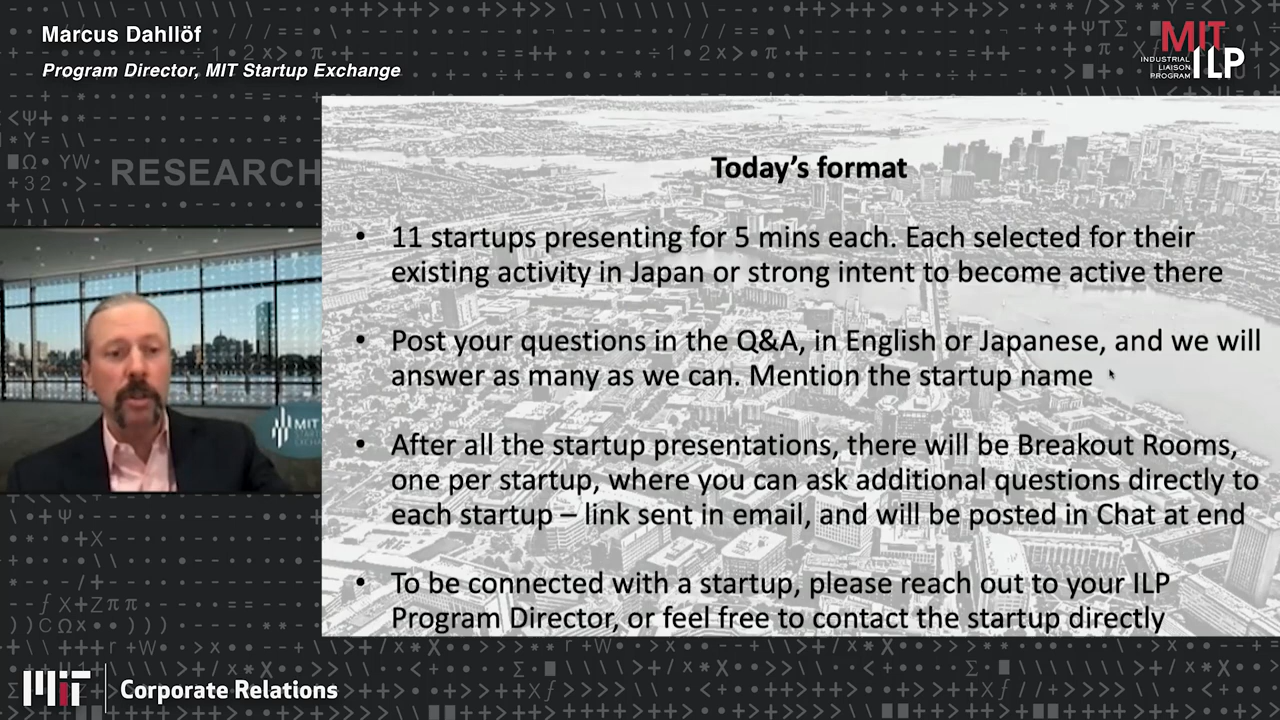 Marcus Dahllöf
Program Director, MIT Startup Exchange
MIT
INDUSTRIAL
LIAISON
PROGRAM
ILP
RESEARCH
Today's format
• 11 startups presenting for 5 mins each. Each selected for their
existing activity in Japan or strong intent to become active there
• Post your questions in the Q&A, in English or Japanese, and we will
answer as many as we can. Mention the startup name
• After all the startup presentations, there will be Breakout Rooms,
one per startup, where you can ask additional questions directly to
each startup – link sent in email, and will be posted in Chat at end
• To be connected with a startup, please reach out to your ILP
Program Director, or feel free to contact the startup directly
MIT
MIT
Corporate Relations